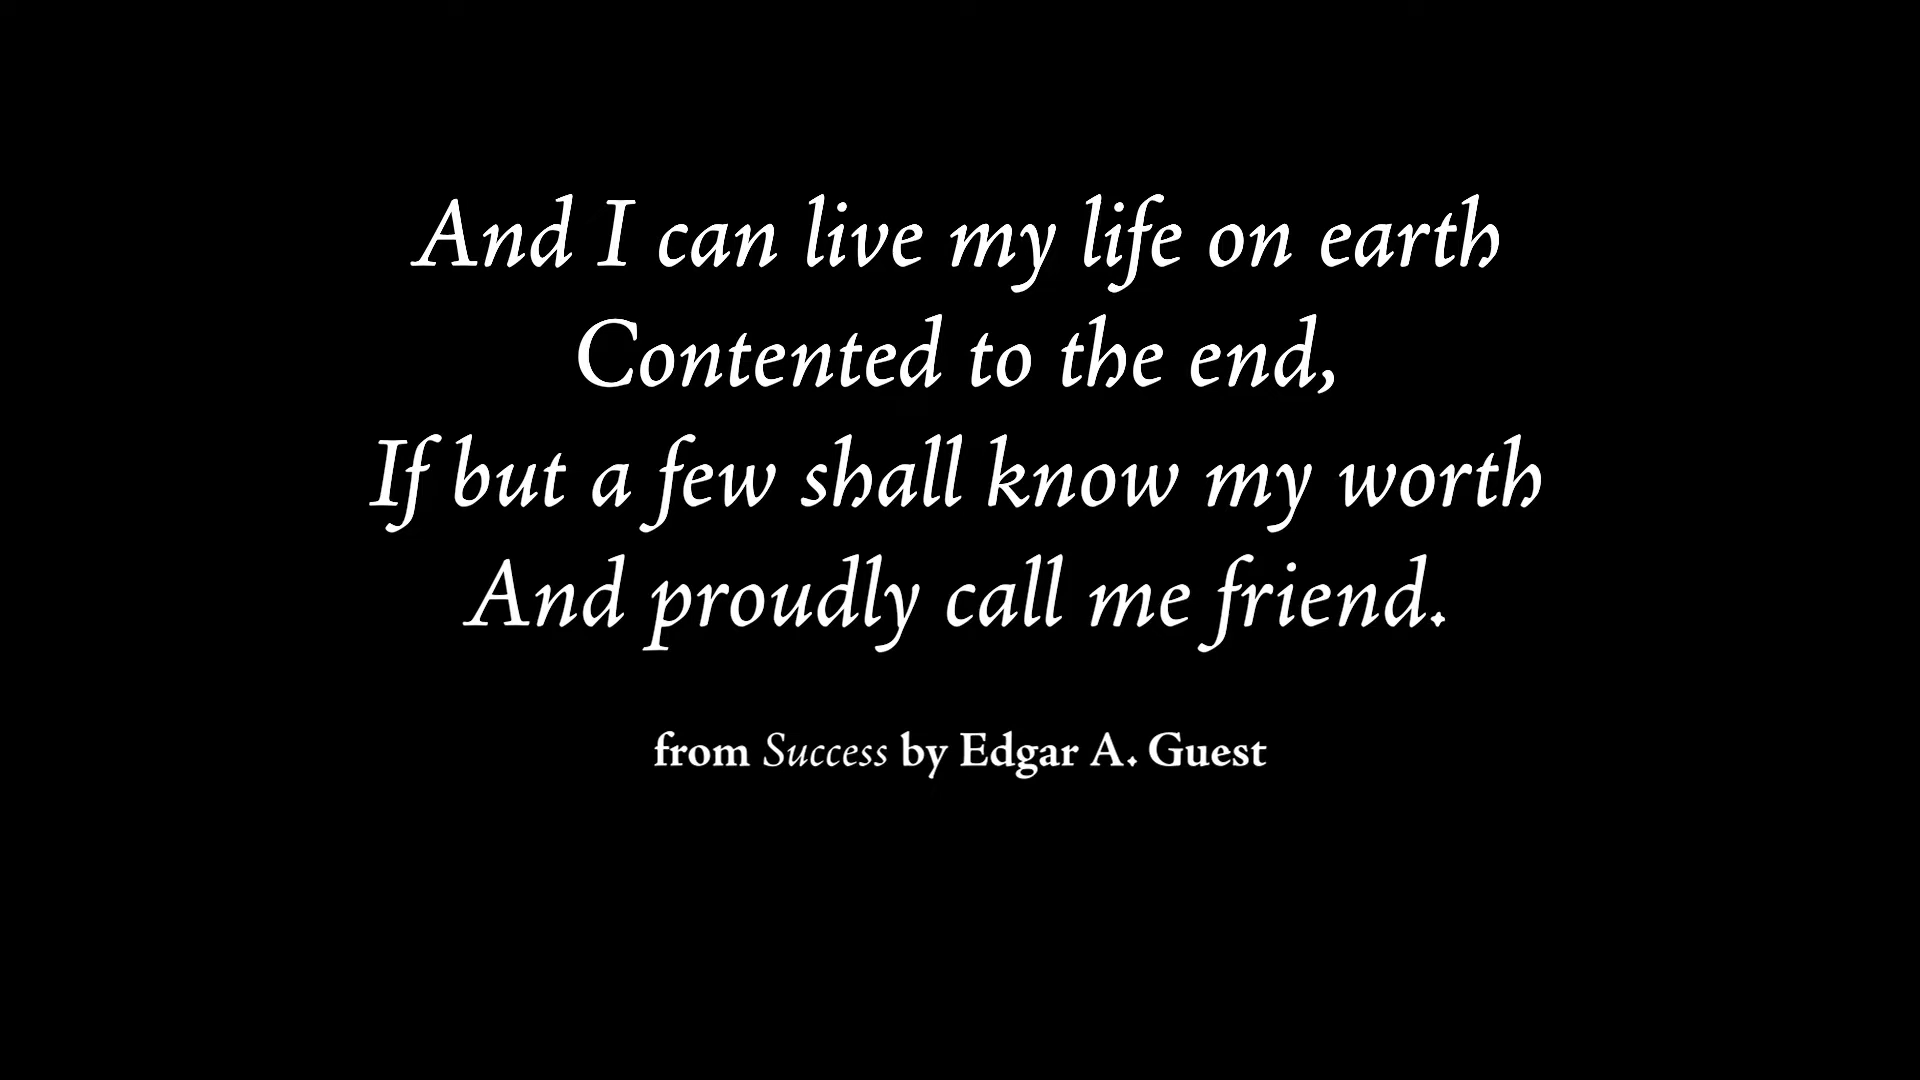 And I can live my life on earth
Contented to the end,
If but a few shall know my worth
And proudly call me friend.
from Success by Edgar A. Guest